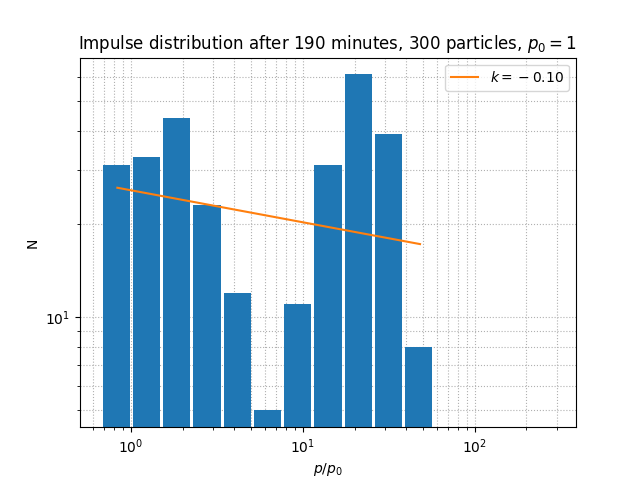 Impulse distribution after 190 minutes, 300 particles, $p_0 = 1$
$k = -0.10$
N
$10^1$
$10^0$ $10^1$ $10^2$
$p/p_0$